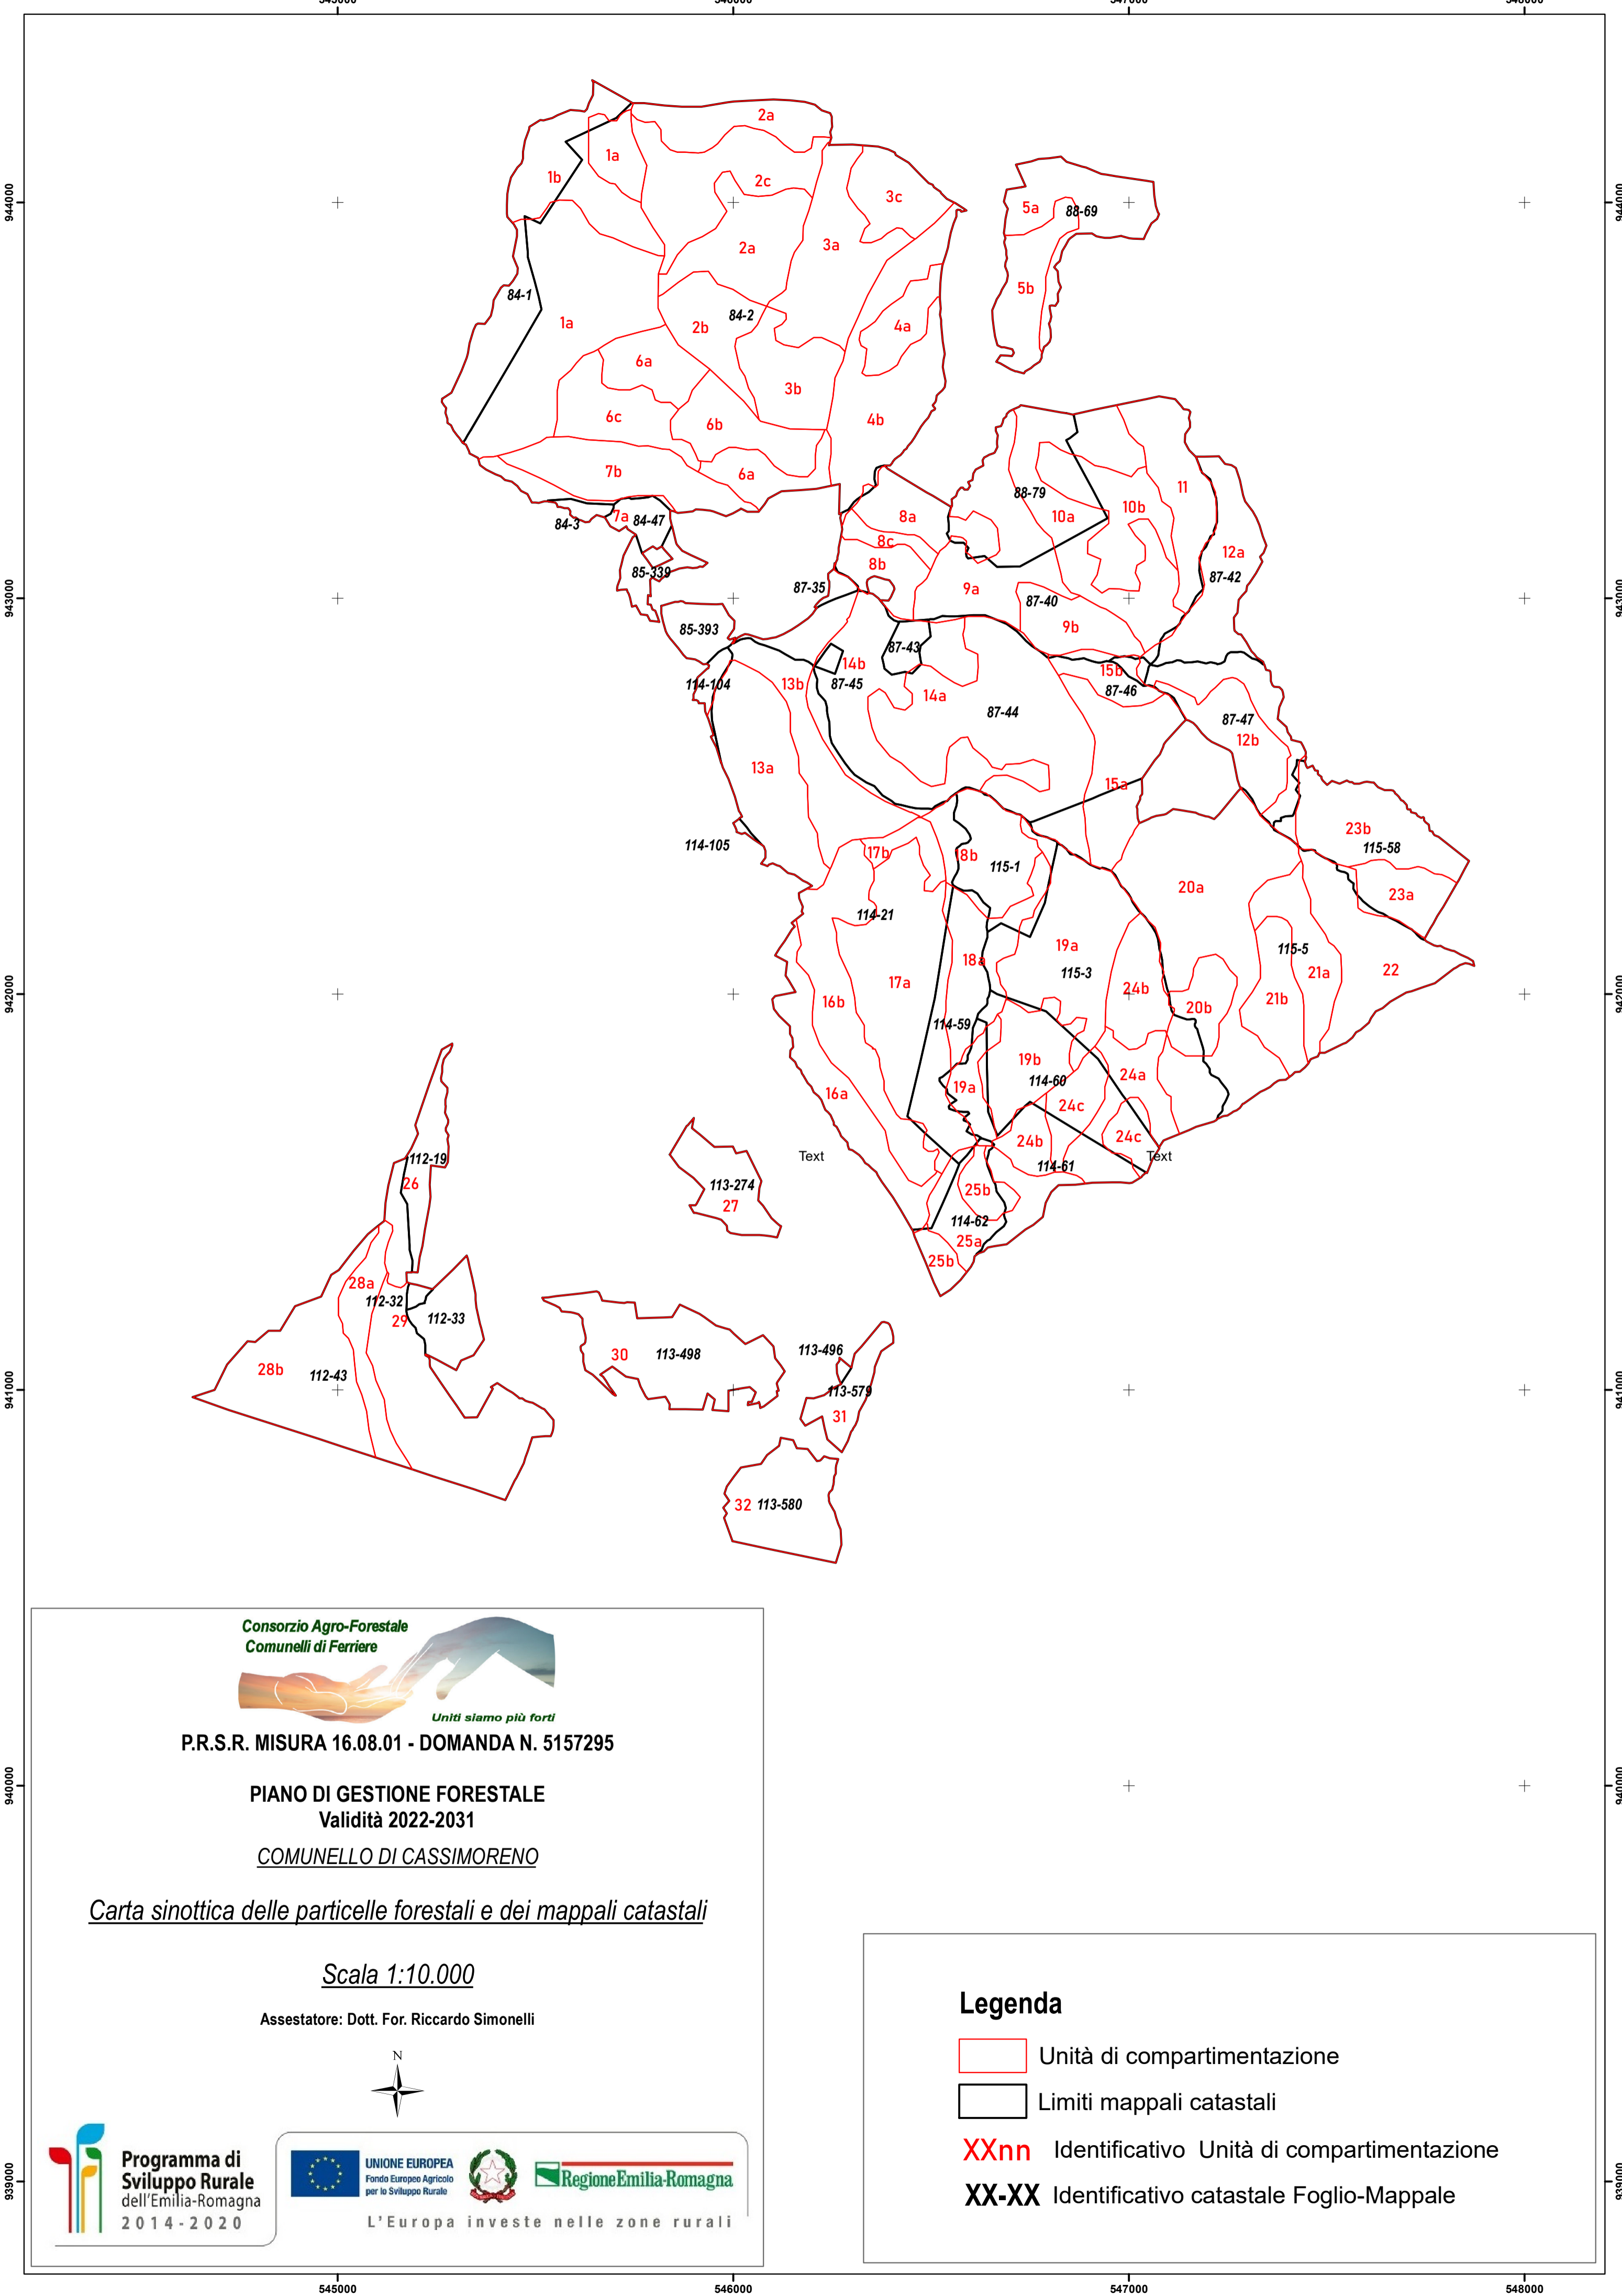 545000 546000 547000 548000
944000 944000
943000 943000
942000 942000
941000 941000
940000 940000
939000 939000
2a
1a
1b
2c
3c
5a
88-69
2a
3a
5b
84-1
1a
84-2
2b
4a
6a
3b
6c
6b
4b
7b
6a
88-79
11
10b
8a
10a
7a
84-47
84-3
8c
12a
8b
85-339
87-42
87-35
9a
87-40
85-393
9b
87-43
14b
15b
114-104
13b
87-45
87-46
14a
87-44
87-47
12b
13a
15a
23b
114-105
115-58
17b
8b
115-1
20a
23a
114-21
19a
115-5
18a
115-3
21a
22
17a
24b
16b
21b
20b
114-59
19b
24a
114-60
19a
16a
24c
24b
24c
Text
Text
114-61
112-19
26
113-274
25b
27
114-62
25a
25b
28a
112-32
29
112-33
30
113-498
113-496
28b
112-43
113-579
31
32
113-580
Consorzio Agro-Forestale
Comunelli di Ferriere
Uniti siamo più forti
P.R.S.R. MISURA 16.08.01 - DOMANDA N. 5157295
PIANO DI GESTIONE FORESTALE
Validità 2022-2031
COMUNELLO DI CASSIMORENO
Carta sinottica delle particelle forestali e dei mappali catastali
Scala 1:10.000
Assestatore: Dott. For. Riccardo Simonelli
N
Programma di
Sviluppo Rurale
dell'Emilia-Romagna
2014-2020
UNIONE EUROPEA
Fondo Europeo Agricolo
per lo Sviluppo Rurale
RegioneEmilia-Romagna
L'Europa investe nelle zone rurali
Legenda
Unità di compartimentazione
Limiti mappali catastali
XXnn Identificativo Unità di compartimentazione
XX-XX Identificativo catastale Foglio-Mappale
545000 546000 547000 548000